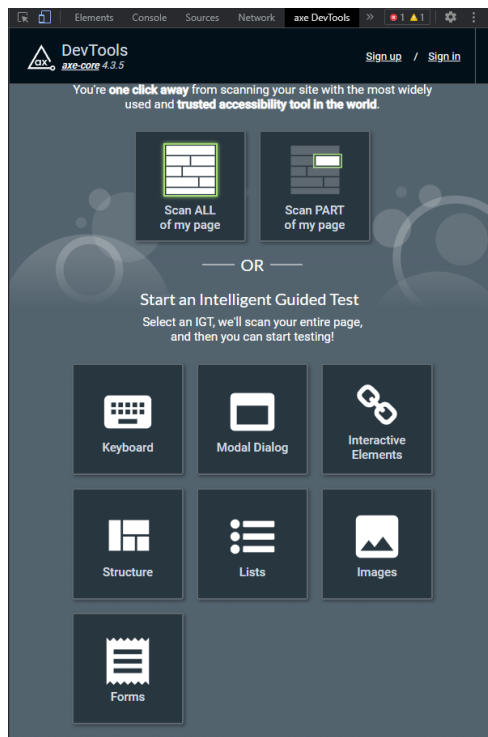 Elements Console Sources Network axe DevTools » 1 1
ax DevTools
axe-core 4.3.5
Sign up / Sign in
You're one click away from scanning your site with the most widely
used and trusted accessibility tool in the world.
Scan ALL
of my page
Scan PART
of my page
OR
Start an Intelligent Guided Test
Select an IGT, we'll scan your entire page,
and then you can start testing!
Keyboard
Modal Dialog
Interactive
Elements
Structure
Lists
Images
Forms